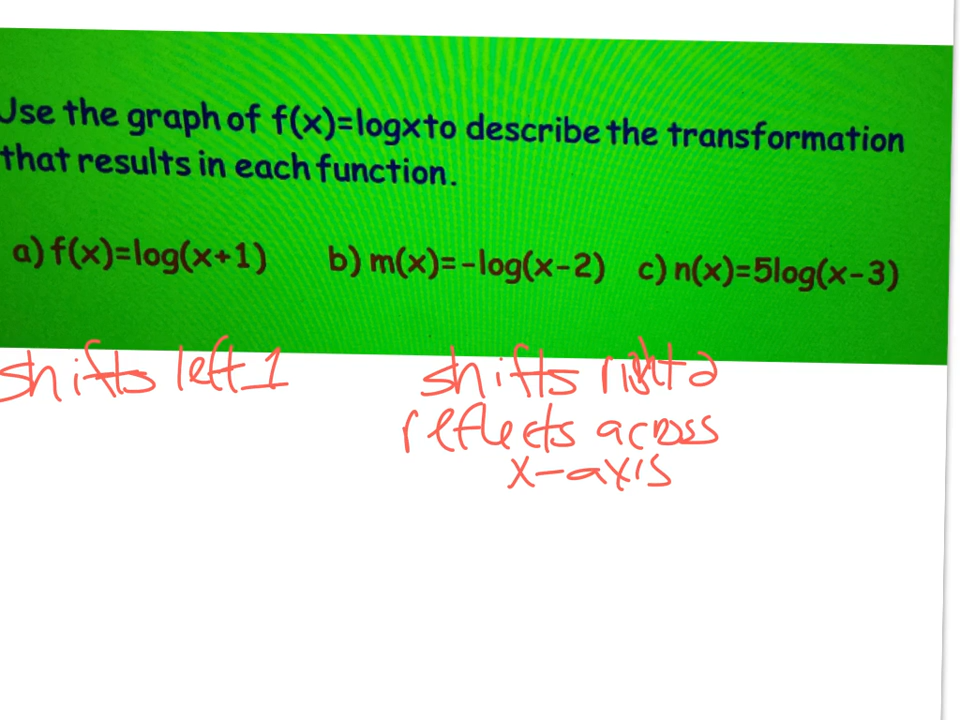 Use the graph of f(x)=logx to describe the transformation
that results in each function.
a) f(x)=log(x+1) b) m(x)=-log(x-2) c) n(x)=5log(x-3)
shifts left 1 shifts right 2
reflects across
x-axis